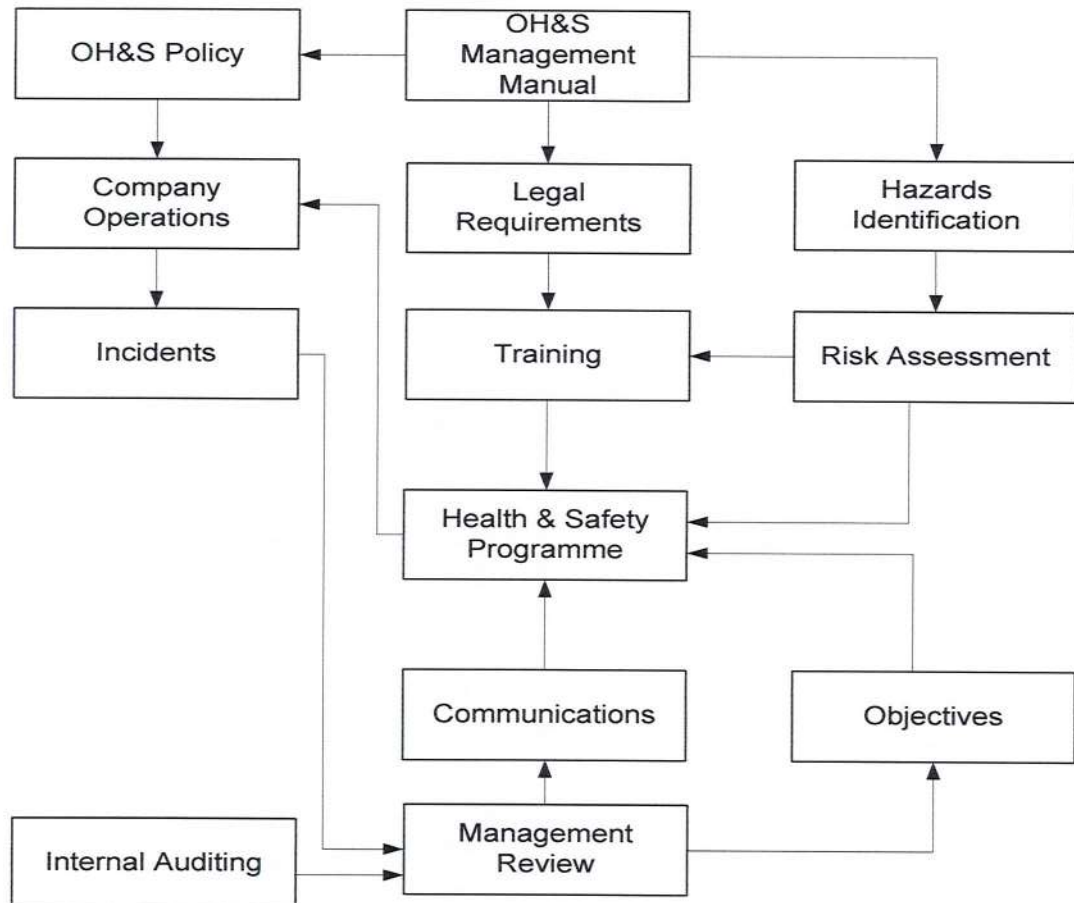 OH&S Policy
OH&S
Management
Manual
Company
Operations
Legal
Requirements
Hazards
Identification
Incidents
Training
Risk Assessment
Health & Safety
Programme
Communications
Objectives
Internal Auditing
Management
Review